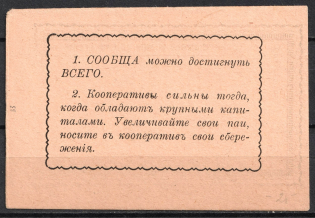 1. СООБЩА можно достигнуть
ВСЕГО.
2. Кооперативы сильны тогда,
когда обладаютъ крупными капи-
талами. Увеличивайте свои паи,
носите въ кооперативъ свои сбере-
женія.